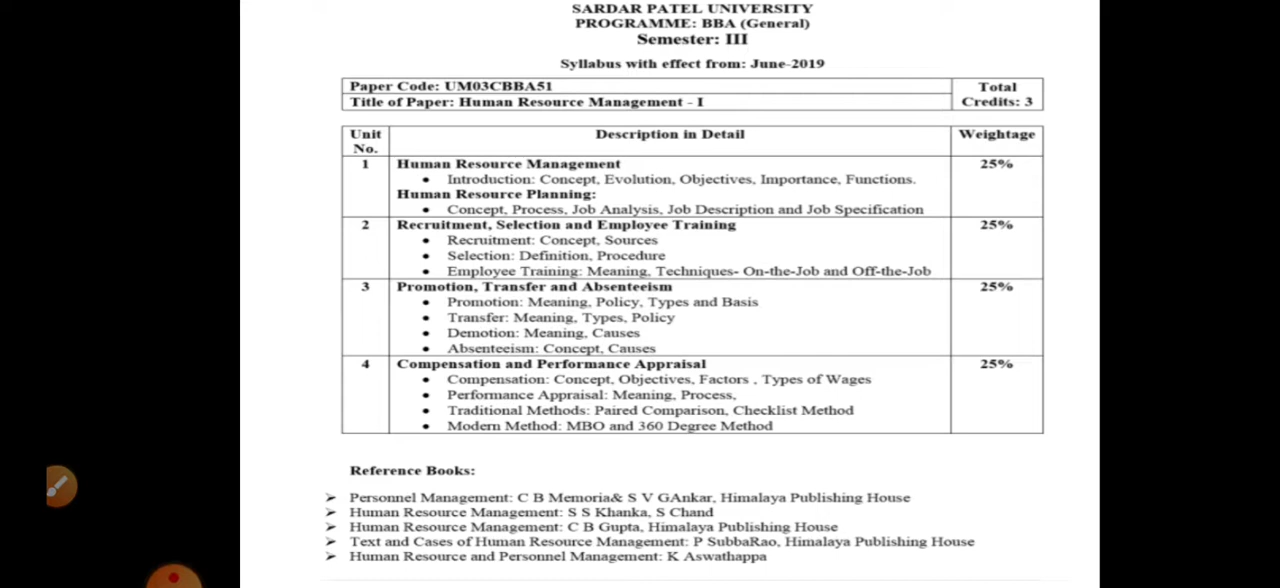 SARDAR PATEL UNIVERSITY
PROGRAMME: BBA (General)
Semester: III
Syllabus with effect from: June-2019
Paper Code: UM03CBBA51
Title of Paper: Human Resource Management - I
Total
Credits: 3
Unit
No.
Description in Detail
Weightage
1
Human Resource Management
25%
• Introduction: Concept, Evolution, Objectives, Importance, Functions.
Human Resource Planning:
• Concept, Process, Job Analysis, Job Description and Job Specification
2
Recruitment, Selection and Employee Training
25%
• Recruitment: Concept, Sources
• Selection: Definition, Procedure
• Employee Training: Meaning, Techniques- On-the-Job and Off-the-Job
3
Promotion, Transfer and Absenteeism
25%
• Promotion: Meaning, Policy, Types and Basis
• Transfer: Meaning, Types, Policy
• Demotion: Meaning, Causes
• Absenteeism: Concept, Causes
4
Compensation and Performance Appraisal
25%
• Compensation: Concept, Objectives, Factors , Types of Wages
• Performance Appraisal: Meaning, Process,
• Traditional Methods: Paired Comparison, Checklist Method
• Modern Method: MBO and 360 Degree Method
Reference Books:
➢ Personnel Management: C B Memoria& S V GAnkar, Himalaya Publishing House
➢ Human Resource Management: S S Khanka, S Chand
➢ Human Resource Management: C B Gupta, Himalaya Publishing House
➢ Text and Cases of Human Resource Management: P SubbaRao, Himalaya Publishing House
➢ Human Resource and Personnel Management: K Aswathappa